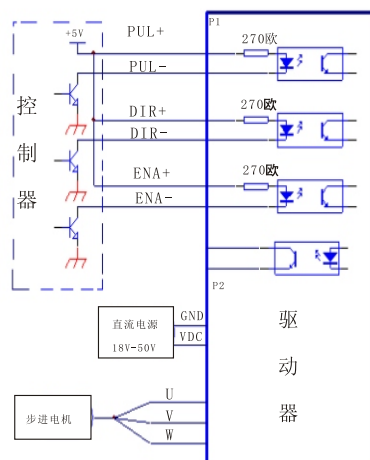 PUL+
P1
+5V
270欧
PUL-
控制器
DIR+
270欧
DIR-
ENA+
270欧
ENA-
P2
直流电源
18V-50V
GND
VDC
驱动器
步进电机
U
V
W